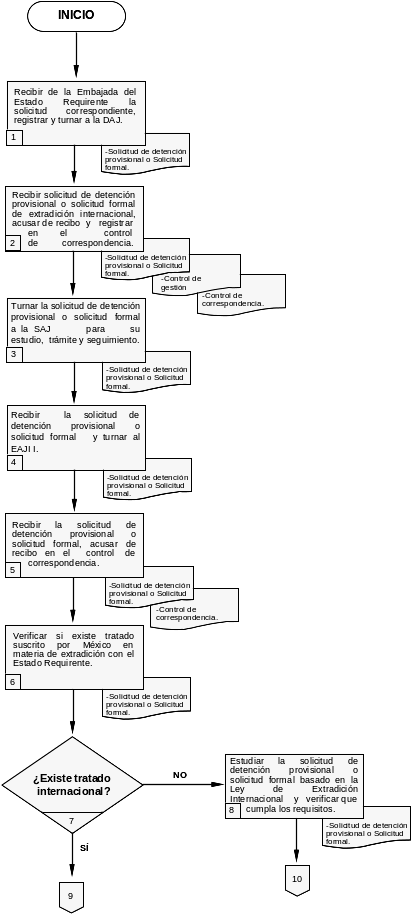 INICIO
Recibir de la Embajada del
Estado Requirente la
solicitud correspondiente,
registrar y turnar a la DAJ.
1
-Solicitud de detención
provisional o Solicitud
formal.
Recibir solicitud de detención
provisional o solicitud formal
de extradición internacional,
acusar de recibo y registrar
en el control
de correspondencia.
2
-Solicitud de detención
provisional o Solicitud
formal.
-Control de
gestión
-Control de
correspondencia.
Turnar la solicitud de detención
provisional o solicitud formal
a la SAJ para su
estudio, trámite y seguimiento.
3
-Solicitud de detención
provisional o Solicitud
formal.
Recibir la solicitud de
detención provisional o
solicitud formal y turnar al
EAJI I.
4
-Solicitud de detención
provisional o Solicitud
formal.
Recibir la solicitud de
detención provisional o
solicitud formal, acusar de
recibo en el control de
correspondencia.
5
-Solicitud de detención
provisional o Solicitud
formal.
-Control de
correspondencia.
Verificar si existe tratado
suscrito por México en
materia de extradición con el
Estado Requirente.
6
-Solicitud de detención
provisional o Solicitud
formal.
¿Existe tratado
internacional?
7
NO
SÍ
9
Estudiar la solicitud de
detención provisional o
solicitud formal basado en la
Ley de Extradición
Internacional y verificar que
cumpla los requisitos.
8
-Solicitud de detención
provisional o Solicitud
formal.
10